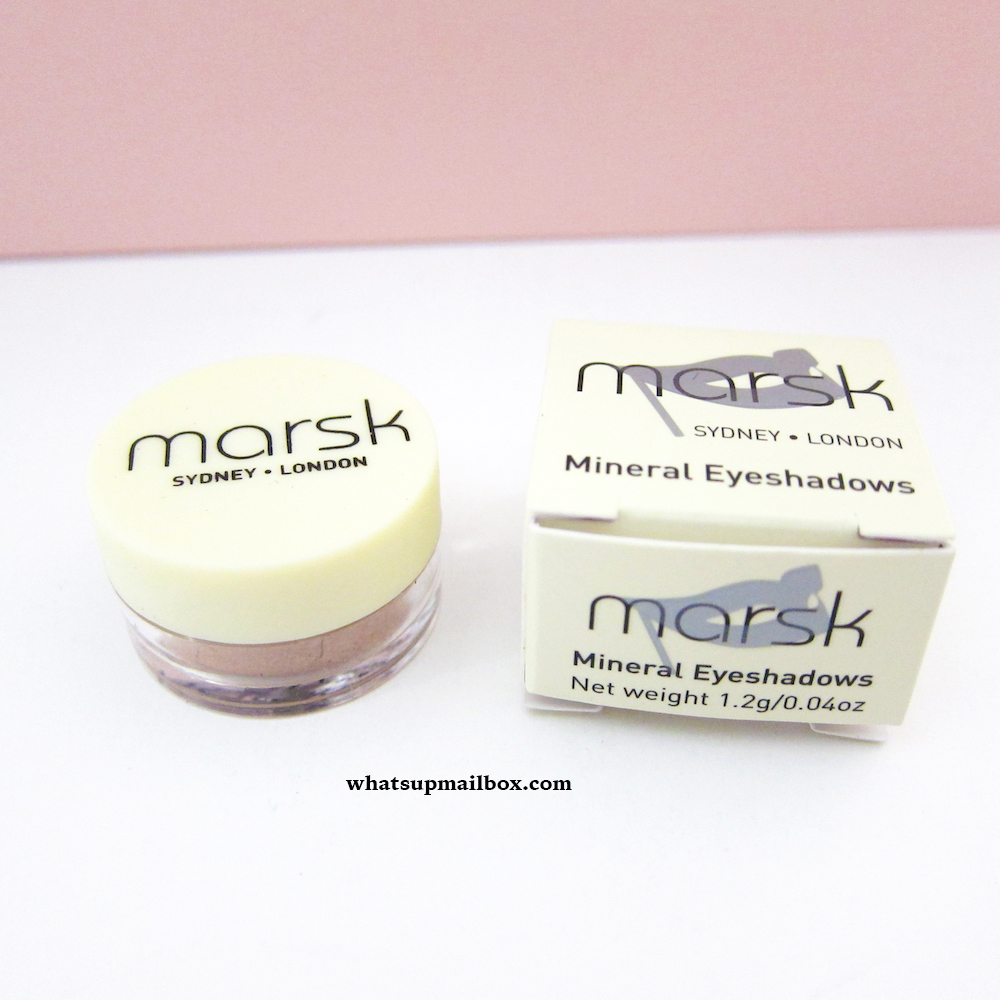 marsk
SYDNEY • LONDON
marsk
SYDNEY • LONDON
Mineral Eyeshadows
marsk
Mineral Eyeshadows
Net weight 1.2g/0.04oz
whatsupmailbox.com